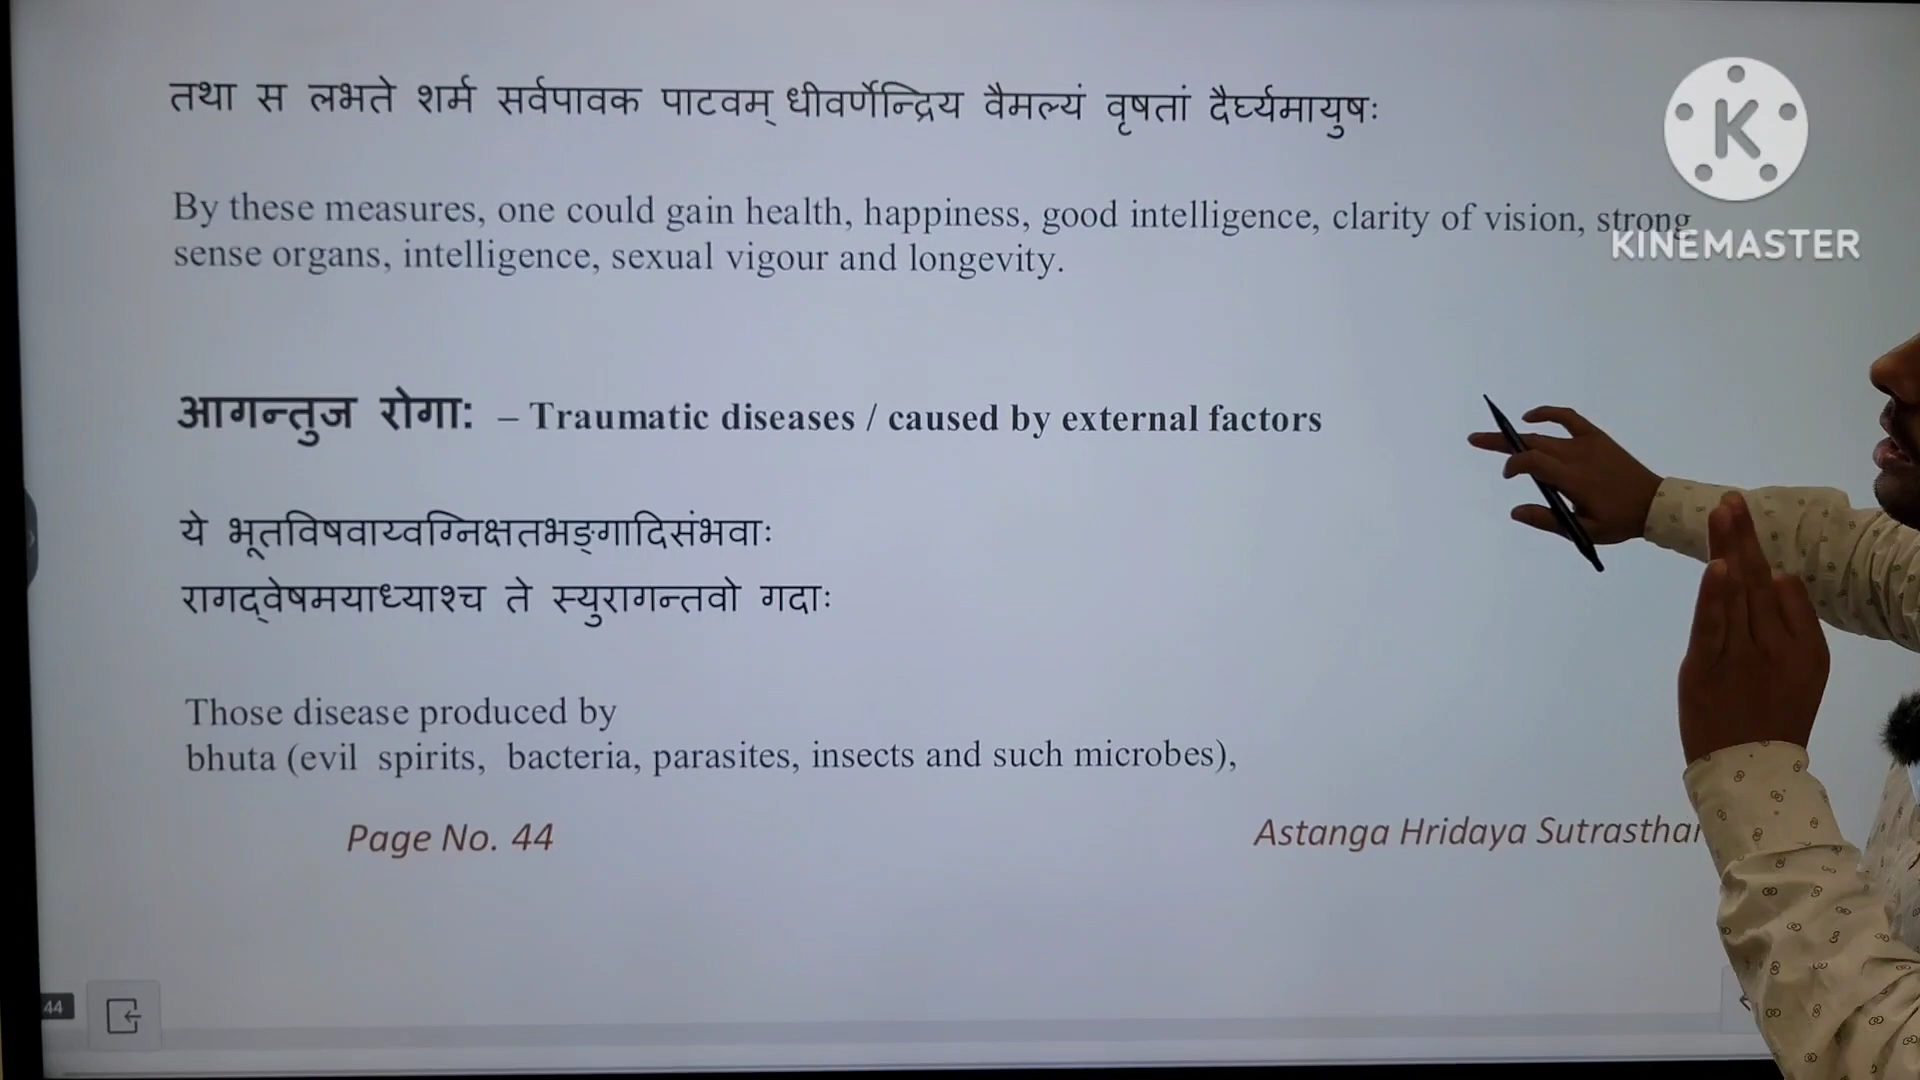 तथा स लभते शर्म सर्वपावक पाटवम् धीवर्णेन्द्रिय वैमल्यं वृषतां दैर्घ्यमायुषः
By these measures, one could gain health, happiness, good intelligence, clarity of vision, strong
sense organs, intelligence, sexual vigour and longevity.
KINEMASTER
आगन्तुज रोगाः – Traumatic diseases / caused by external factors
ये भूतविषवाय्वग्निक्षतभङ्गादिसंभवाः
रागद्वेषमयाध्याश्च ते स्युरागन्तवो गदाः
Those disease produced by
bhuta (evil spirits, bacteria, parasites, insects and such microbes),
Page No. 44
Astanga Hridaya
44